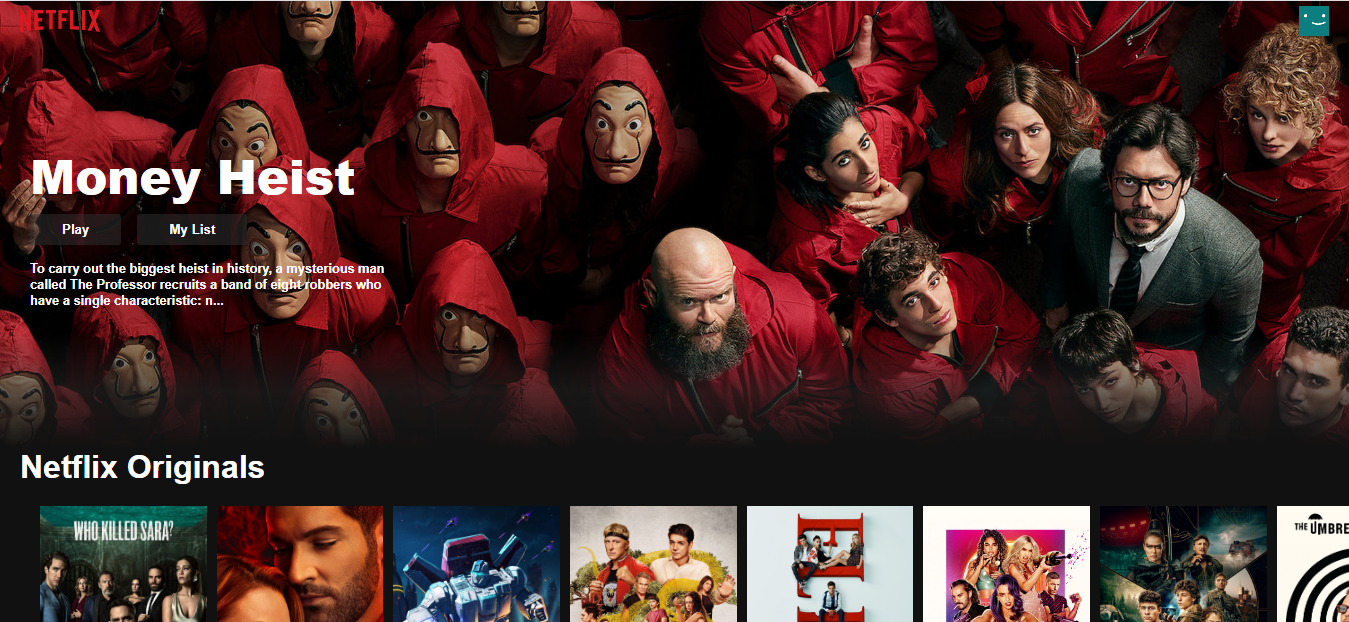 NETFLIX
Money Heist
Play
My List
To carry out the biggest heist in history, a mysterious man
called The Professor recruits a band of eight robbers who
have a single characteristic: n...
Netflix Originals
WHO KILLED SARA?
THE UMBRE